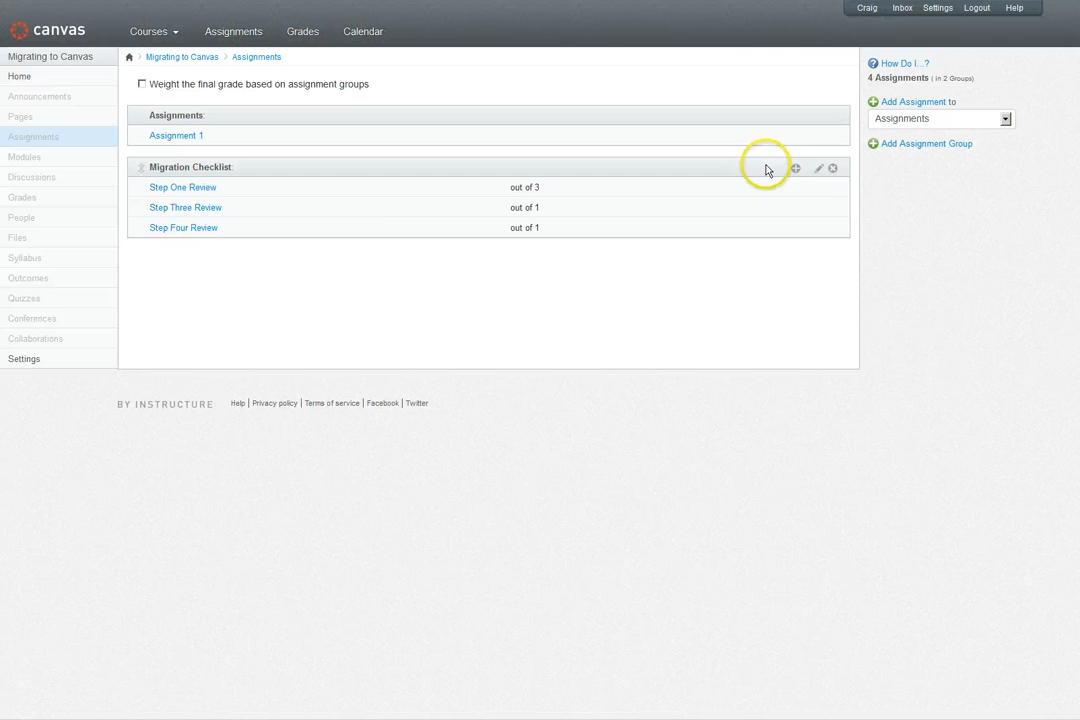 Craig Inbox Settings Logout Help
canvas Courses Assignments Grades Calendar
Migrating to Canvas
Home
Announcements
Pages
Assignments
Modules
Discussions
Grades
People
Files
Syllabus
Outcomes
Quizzes
Conferences
Collaborations
Settings
Migrating to Canvas Assignments
Weight the final grade based on assignment groups
Assignments:
Assignment 1
Migration Checklist:
Step One Review out of 3
Step Three Review out of 1
Step Four Review out of 1
How Do I...?
4 Assignments ( in 2 Groups)
Add Assignment to
Assignments
Add Assignment Group
BY INSTRUCTURE Help | Privacy policy | Terms of service | Facebook | Twitter